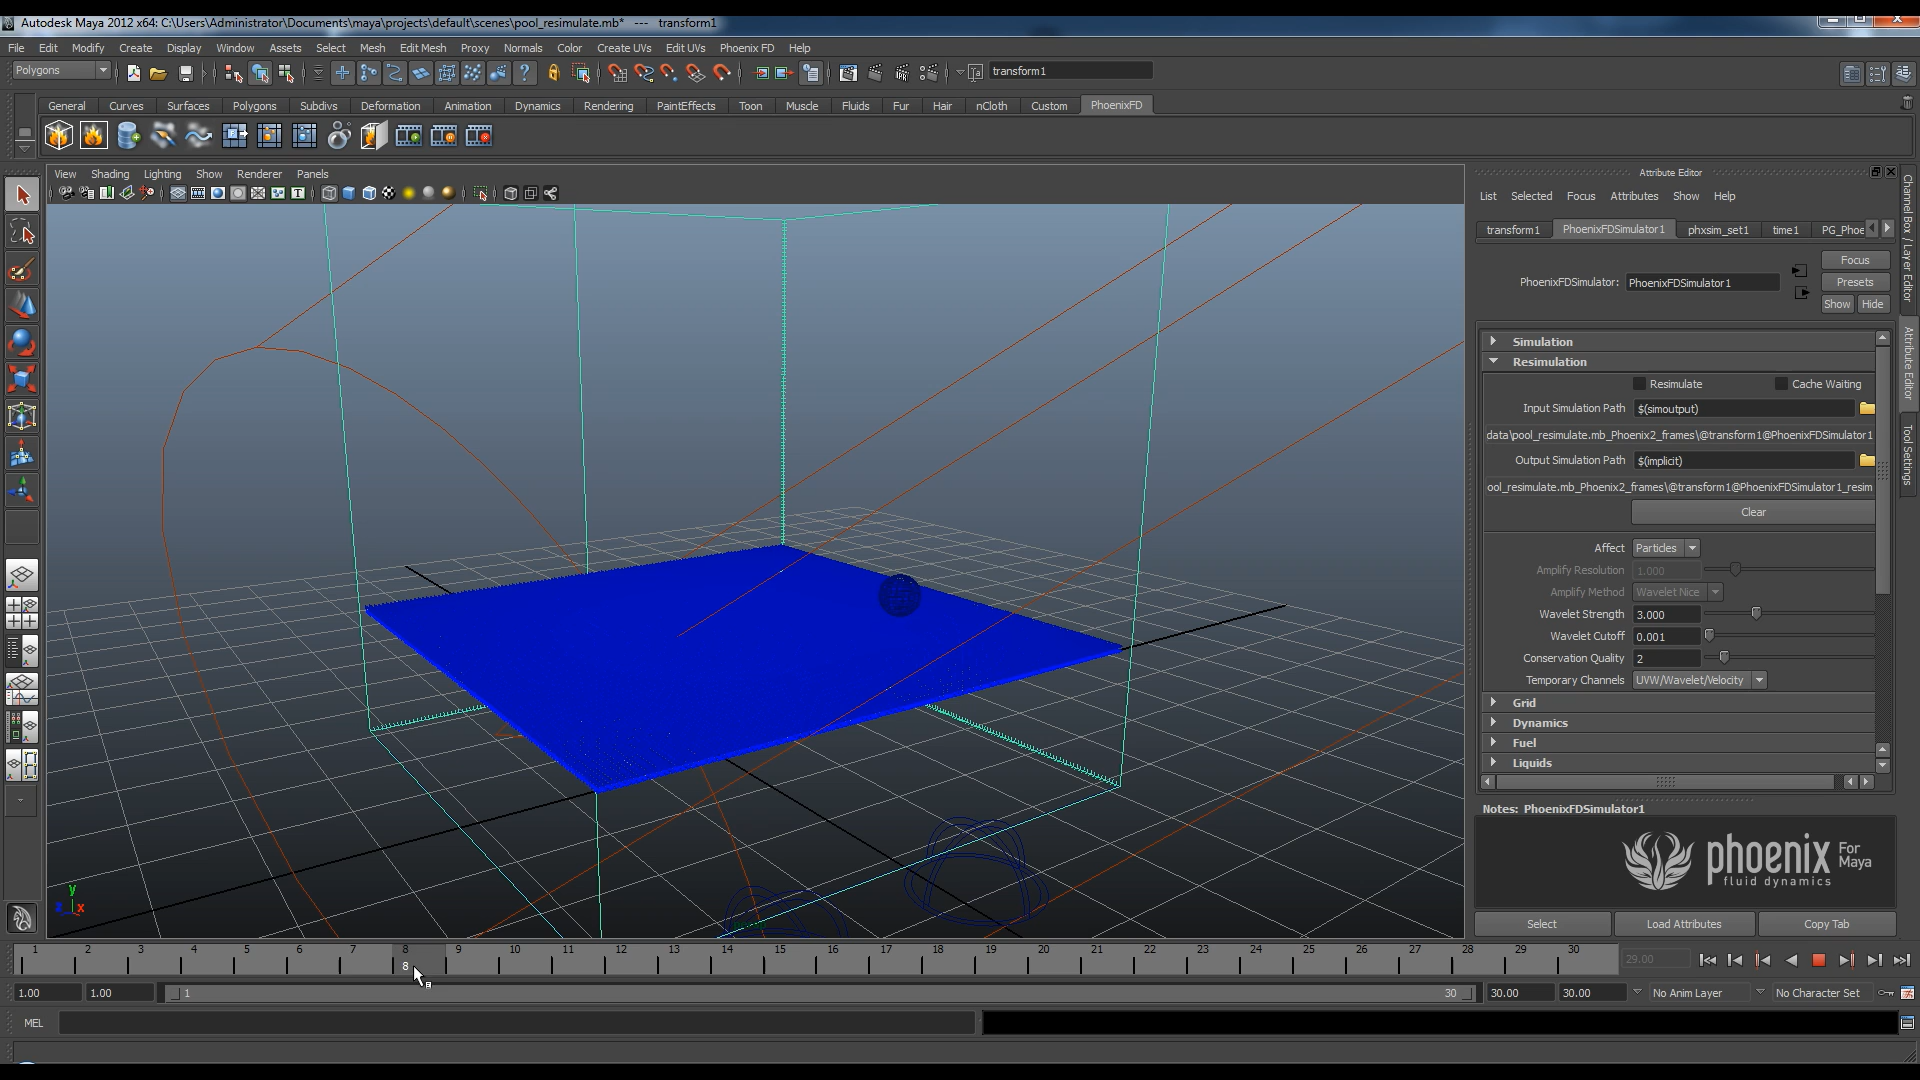 Autodesk Maya 2012 x64: C:\Users\Administrator\Documents\maya\projects\default\scenes\pool_resimulate.mb*  ---  transform1
File Edit Modify Create Display Window Assets Select Mesh Edit Mesh Proxy Normals Color Create UVs Edit UVs Phoenix FD Help
Polygons
transform1
General Curves Surfaces Polygons Subdivs Deformation Animation Dynamics Rendering PaintEffects Toon Muscle Fluids Fur Hair nCloth Custom PhoenixFD
View Shading Lighting Show Renderer Panels
Attribute Editor
List Selected Focus Attributes Show Help
transform1 PhoenixFDSimulator1 phxsim_set1 time1 PG_Phoe
PhoenixFDSimulator: PhoenixFDSimulator1
Focus
Presets
Show Hide
Simulation
Resimulation
Resimulate Cache Waiting
Input Simulation Path $(simoutput)
data\pool_resimulate.mb_Phoenix2_frames\@transform1@PhoenixFDSimulator1
Output Simulation Path $(implicit)
ool_resimulate.mb_Phoenix2_frames\@transform1@PhoenixFDSimulator1_resim
Clear
Affect Particles
Amplify Resolution 1.000
Amplify Method Wavelet Nice
Wavelet Strength 3.000
Wavelet Cutoff 0.001
Conservation Quality 2
Temporary Channels UVW/Wavelet/Velocity
Grid
Dynamics
Fuel
Liquids
Notes: PhoenixFDSimulator1
phoenix For Maya
fluid dynamics
Select Load Attributes Copy Tab
Channel Box / Layer Editor
Attribute Editor
Tool Settings
y
z x
1 2 3 4 5 6 7 8 9 10 11 12 13 14 15 16 17 18 19 20 21 22 23 24 25 26 27 28 29 30
8
29.00
1.00 1.00 1 30 30.00 30.00 No Anim Layer No Character Set
MEL